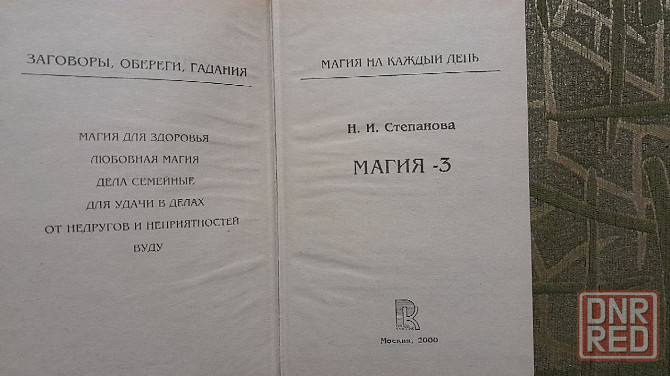 ЗАГОВОРЫ, ОБЕРЕГИ, ГАДАНИЯ
МАГИЯ ДЛЯ ЗДОРОВЬЯ
ЛЮБОВНАЯ МАГИЯ
ДЕЛА СЕМЕЙНЫЕ
ДЛЯ УДАЧИ В ДЕЛАХ
ОТ НЕДРУГОВ И НЕПРИЯТНОСТЕЙ
ВУДУ
МАГИЯ НА КАЖДЫЙ ДЕНЬ
Н. И. Степанова
МАГИЯ -3
Москва, 2000
DNR
RED